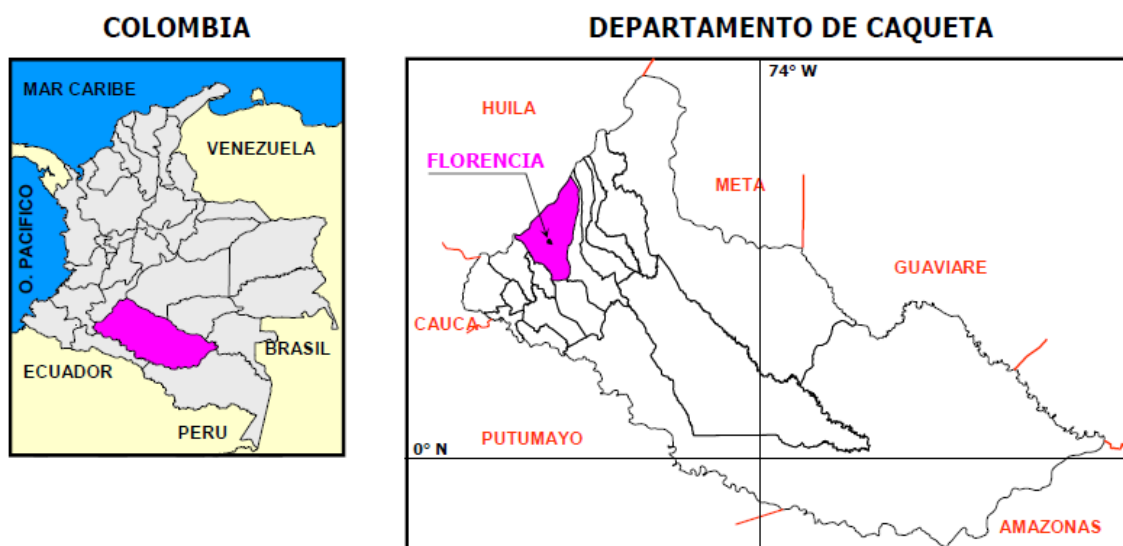 COLOMBIA
MAR CARIBE
VENEZUELA
O. PACIFICO
BRASIL
ECUADOR
PERU
DEPARTAMENTO DE CAQUETA
74° W
HUILA
FLORENCIA
META
GUAVIARE
CAUCA
PUTUMAYO
0° N
AMAZONAS